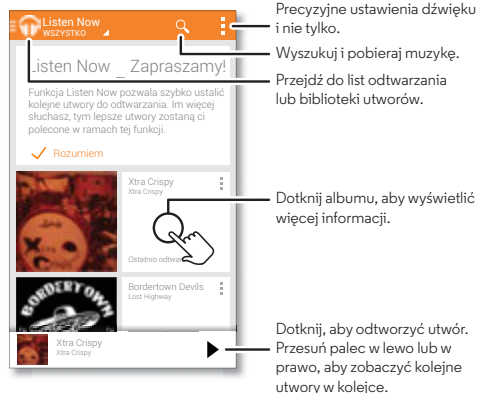 Listen Now
WSZYSTKO
Listen Now _ Zapraszamy!
Funkcja Listen Now pozwala szybko ustalić
kolejne utwory do odtwarzania. Im więcej
słuchasz, tym lepsze utwory zostaną ci
polecone w ramach tej funkcji.
Rozumiem
Xtra Crispy
Xtra Crispy
Ostatnio odtwa
BORDERTOWN
Bordertown Devils
Lost Highway
Xtra Crispy
Xtra Crispy
Precyzyjne ustawienia dźwięku
i nie tylko.
Wyszukuj i pobieraj muzykę.
Przejdź do list odtwarzania
lub biblioteki utworów.
Dotknij albumu, aby wyświetlić
więcej informacji.
Dotknij, aby odtworzyć utwór.
Przesuń palec w lewo lub w
prawo, aby zobaczyć kolejne
utwory w kolejce.